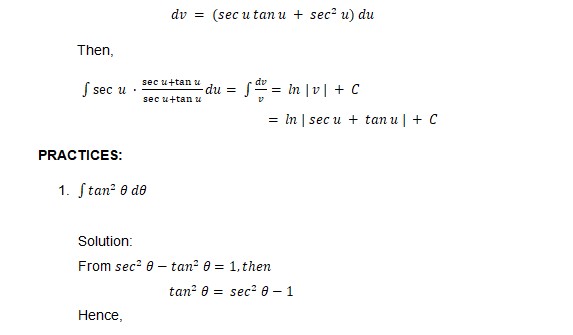 dv = (sec u tan u + sec² u) du
Then,
∫ sec u · (sec u+tan u)/(sec u+tan u) du = ∫ dv/v = ln |v| + C
= ln | sec u + tan u| + C
PRACTICES:
1. ∫ tan² θ dθ
Solution:
From sec² θ − tan² θ = 1, then
tan² θ = sec² θ − 1
Hence,